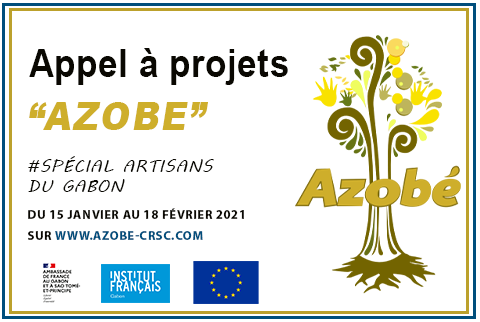 Appel à projets
“AZOBE”
#SPÉCIAL ARTISANS
DU GABON
DU 15 JANVIER AU 18 FÉVRIER 2021
SUR WWW.AZOBE-CRSC.COM
Azobé
AMBASSADE
DE FRANCE
AU GABON
ET A SAO TOMÉ-
ET-PRINCIPE
INSTITUT
FRANÇAIS
Gabon